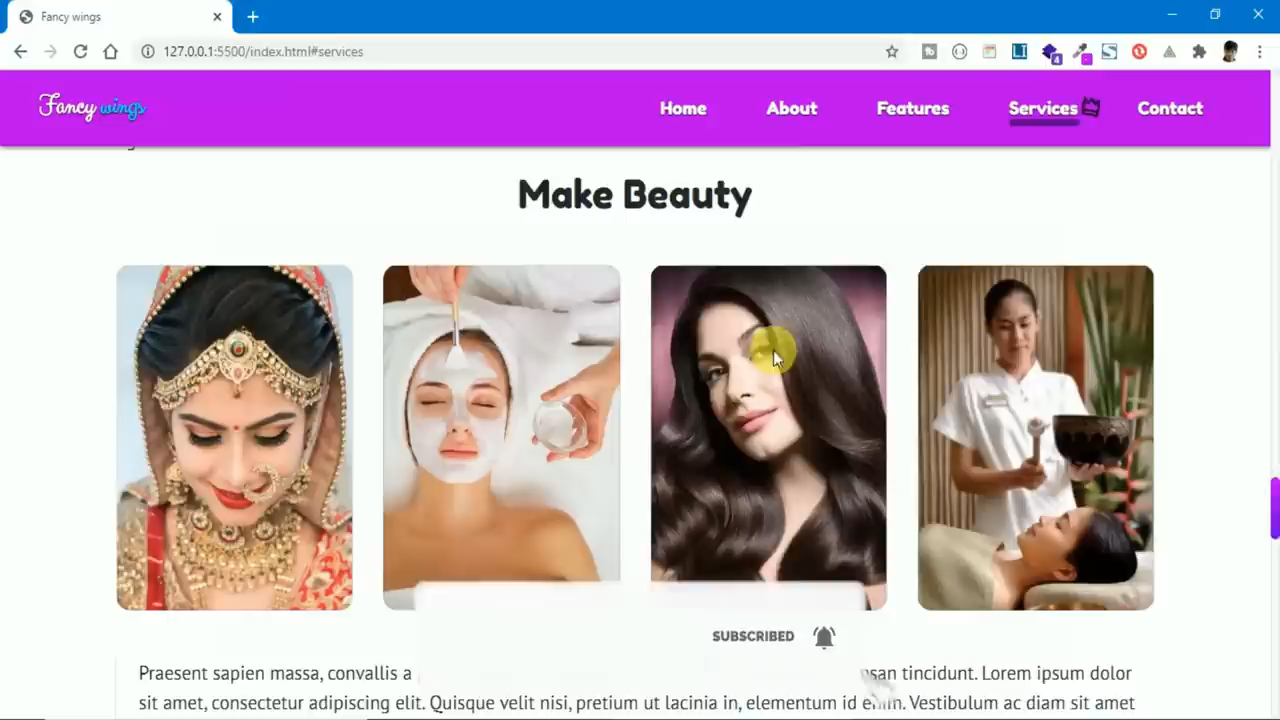 Fancy wings
127.0.0.1:5500/index.html#services
4
Fancy wings
Home About Features Services Contact
Make Beauty
SUBSCRIBED
Praesent sapien massa, convallis a tincidunt. Lorem ipsum dolor
sit amet, consectetur adipiscing elit. Quisque velit nisi, pretium ut lacinia in, elementum id enim. Vestibulum ac diam sit amet